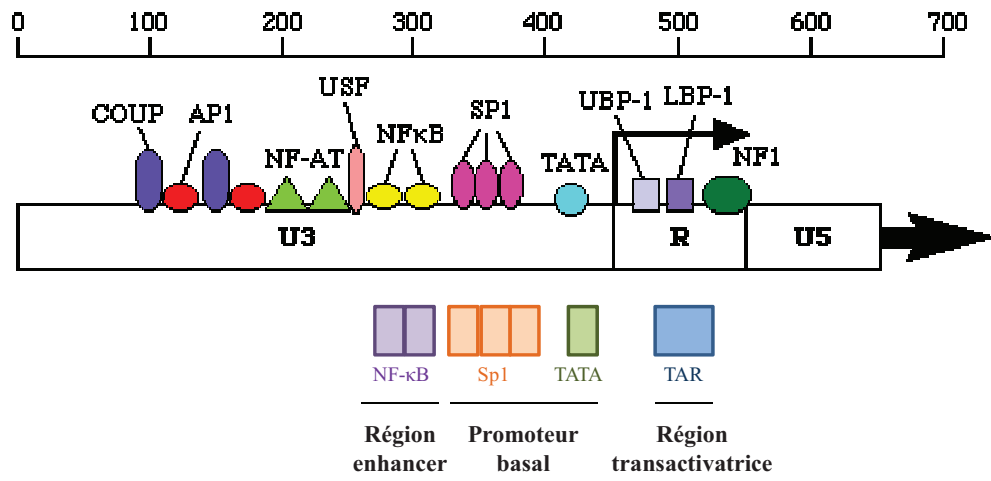 0 100 200 300 400 500 600 700
USF
UBP-1 LBP-1
COUP AP1 SP1
NFκB
NF-AT TATA NF1
U3 R U5
NF-κB Sp1 TATA TAR
Région Promoteur Région
enhancer basal transactivatrice